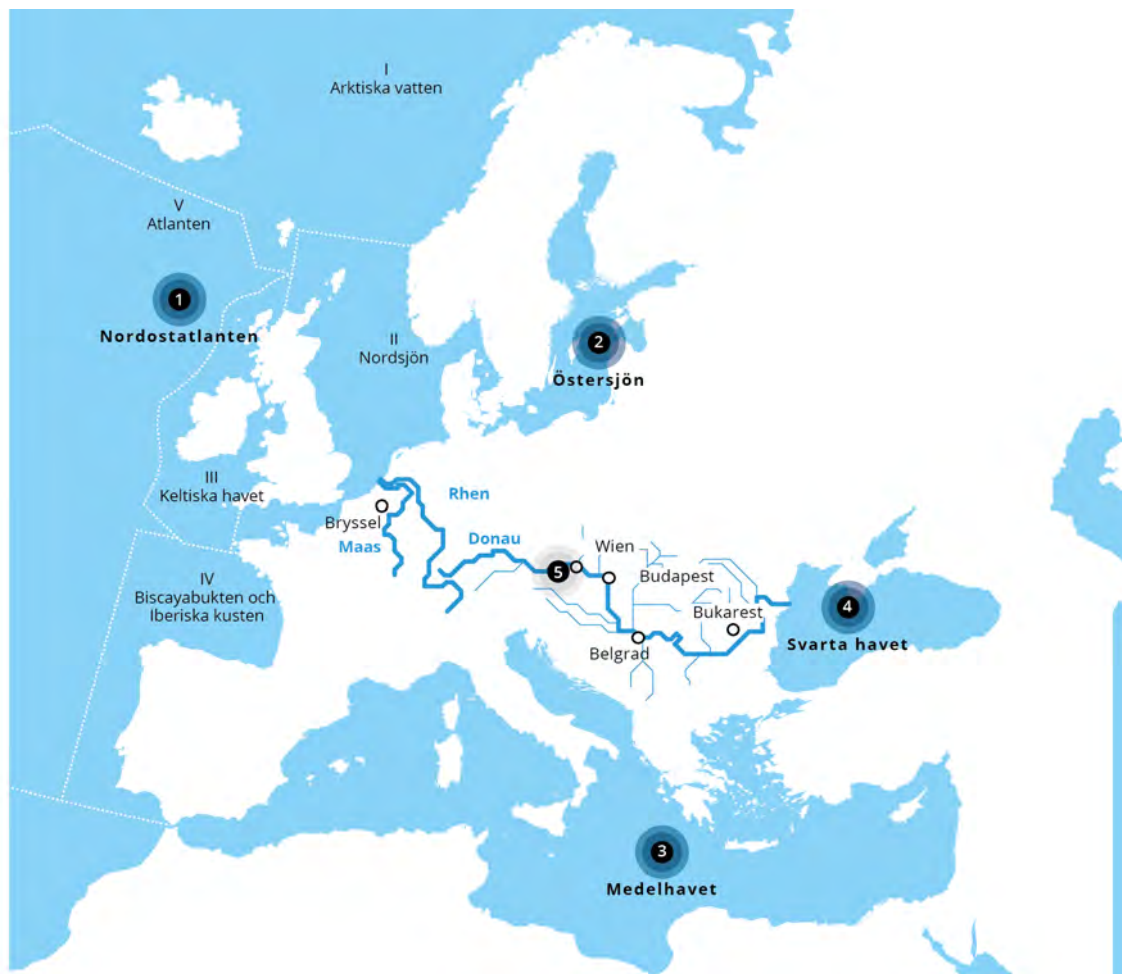 I
Arktiska vatten
V
Atlanten
1
Nordostatlanten
II
Nordsjön
2
Östersjön
III
Keltiska havet
Rhen
Bryssel
Maas
Donau
5
Wien
Budapest
IV
Biscayabukten och
Iberiska kusten
Bukarest
4
Belgrad
Svarta havet
3
Medelhavet